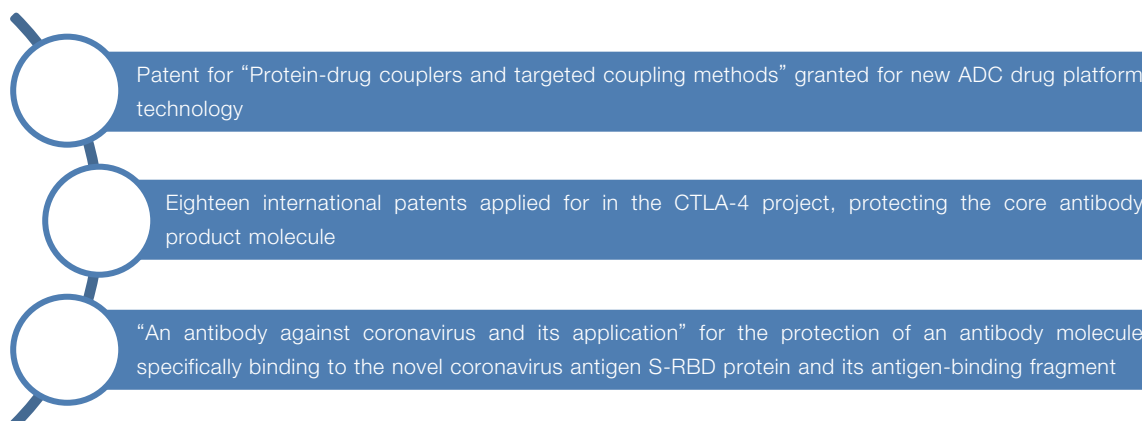 Patent for “Protein-drug couplers and targeted coupling methods” granted for new ADC drug platform
technology
Eighteen international patents applied for in the CTLA-4 project, protecting the core antibody
product molecule
“An antibody against coronavirus and its application” for the protection of an antibody molecule
specifically binding to the novel coronavirus antigen S-RBD protein and its antigen-binding fragment